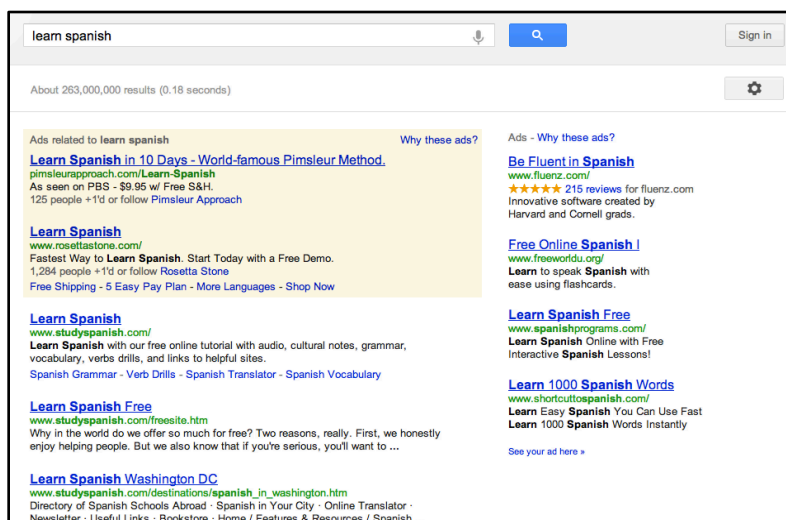 learn spanish
Sign in
About 263,000,000 results (0.18 seconds)
Ads related to learn spanish
Why these ads?
Learn Spanish in 10 Days - World-famous Pimsleur Method.
pimsleurapproach.com/Learn-Spanish
As seen on PBS - $9.95 w/ Free S&H.
125 people +1'd or follow Pimsleur Approach
Learn Spanish
www.rosettastone.com/
Fastest Way to Learn Spanish. Start Today with a Free Demo.
1,284 people +1'd or follow Rosetta Stone
Free Shipping - 5 Easy Pay Plan - More Languages - Shop Now
Learn Spanish
www.studyspanish.com/
Learn Spanish with our free online tutorial with audio, cultural notes, grammar,
vocabulary, verbs drills, and links to helpful sites.
Spanish Grammar - Verb Drills - Spanish Translator - Spanish Vocabulary
Learn Spanish Free
www.studyspanish.com/freesite.htm
Why in the world do we offer so much for free? Two reasons, really. First, we honestly
enjoy helping people. But we also know that if you're serious, you'll want to ...
Learn Spanish Washington DC
www.studyspanish.com/destinations/spanish_in_washington.htm
Directory of Spanish Schools Abroad · Spanish in Your City · Online Translator ·
Newsletter · Useful Links · Bookstore · Home / Features & Resources / Spanish
Ads - Why these ads?
Be Fluent in Spanish
www.fluenz.com/
★★★★★ 215 reviews for fluenz.com
Innovative software created by
Harvard and Cornell grads.
Free Online Spanish I
www.freeworldu.org/
Learn to speak Spanish with
ease using flashcards.
Learn Spanish Free
www.spanishprograms.com/
Learn Spanish Online with Free
Interactive Spanish Lessons!
Learn 1000 Spanish Words
www.shortcuttospanish.com/
Learn Easy Spanish You Can Use Fast
Learn 1000 Spanish Words Instantly
See your ad here »